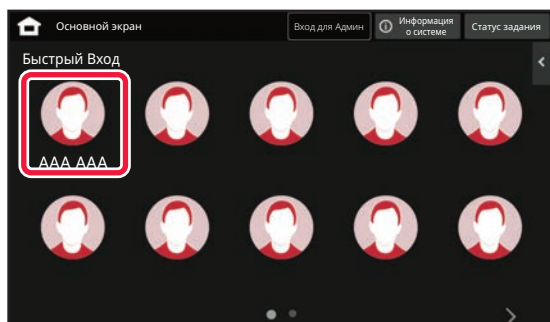 Основной экран
Вход для Админ
Информация
о системе
Статус задания
Быстрый Вход
AAA AAA